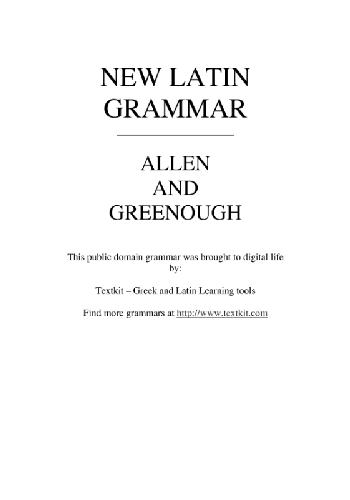 NEW LATIN
GRAMMAR
ALLEN
AND
GREENOUGH
This public domain grammar was brought to digital life
by:
Textkit – Greek and Latin Learning tools
Find more grammars at http://www.textkit.com